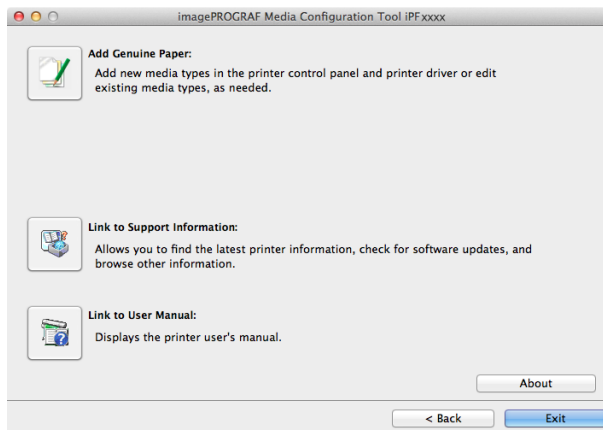 imagePROGRAF Media Configuration Tool iPFxxxx
Add Genuine Paper:
Add new media types in the printer control panel and printer driver or edit
existing media types, as needed.
Link to Support Information:
Allows you to find the latest printer information, check for software updates, and
browse other information.
Link to User Manual:
Displays the printer user's manual.
About
< Back
Exit